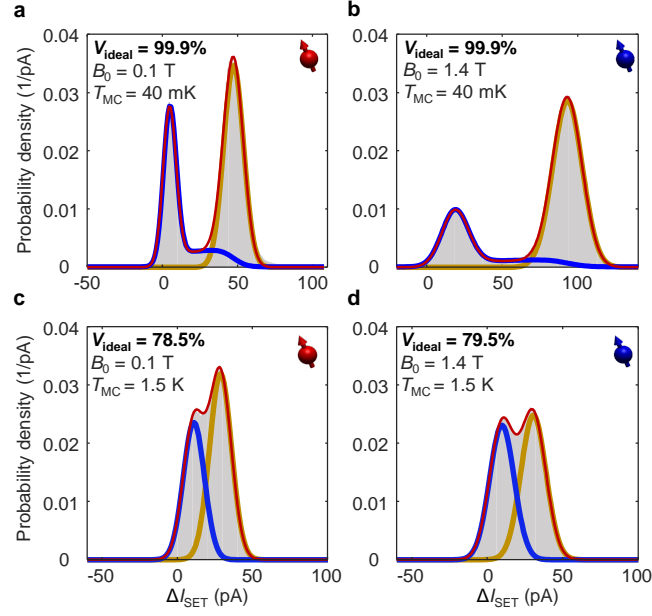 a
V_ideal = 99.9%
B_0 = 0.1 T
T_MC = 40 mK
Probability density (1/pA)
0.04
0.03
0.02
0.01
0
-50 0 50 100
b
V_ideal = 99.9%
B_0 = 1.4 T
T_MC = 40 mK
0.04
0.03
0.02
0.01
0
0 50 100
c
V_ideal = 78.5%
B_0 = 0.1 T
T_MC = 1.5 K
Probability density (1/pA)
0.04
0.03
0.02
0.01
0
-50 0 50 100
ΔI_SET (pA)
d
V_ideal = 79.5%
B_0 = 1.4 T
T_MC = 1.5 K
0.04
0.03
0.02
0.01
0
-50 0 50 100
ΔI_SET (pA)